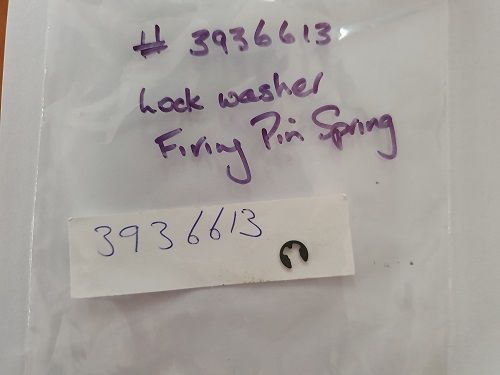 # 3936613
Lock washer
Firing Pin Spring
3936613